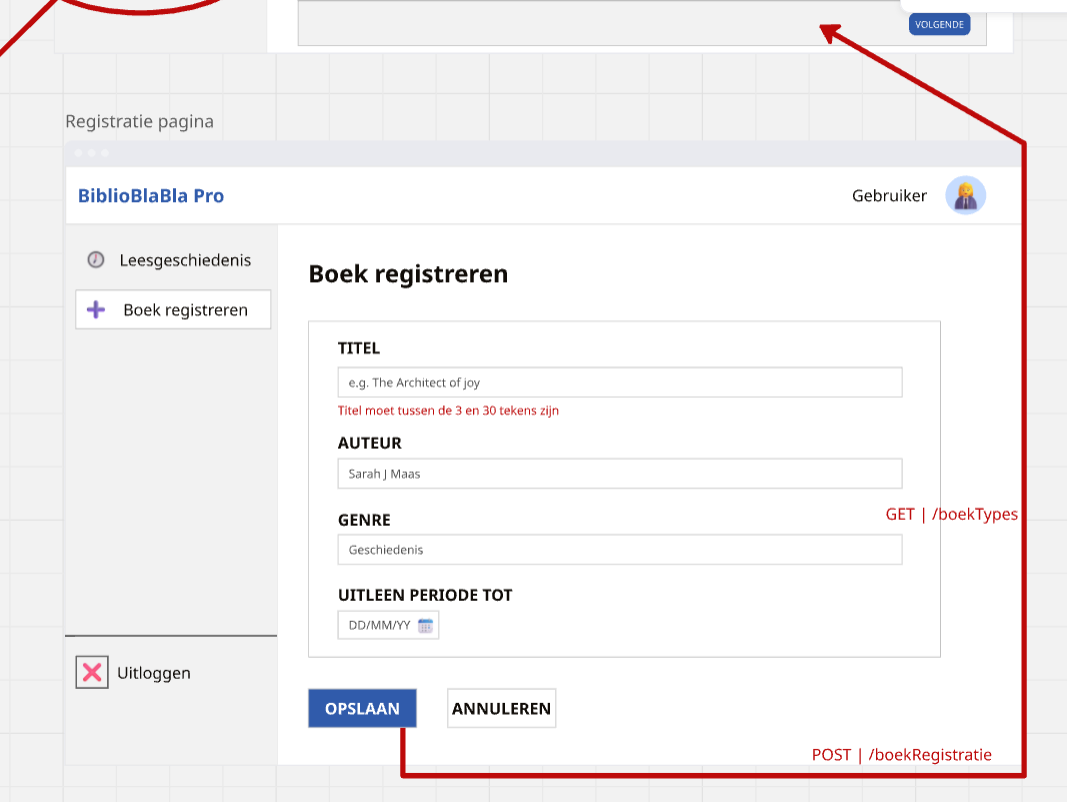 VOLGENDE
Registratie pagina
BiblioBlaBla Pro
Gebruiker
Leesgeschiedenis
Boek registreren
Boek registreren
TITEL
e.g. The Architect of joy
Titel moet tussen de 3 en 30 tekens zijn
AUTEUR
Sarah J Maas
GET | /boekTypes
GENRE
Geschiedenis
UITLEEN PERIODE TOT
DD/MM/YY
Uitloggen
OPSLAAN
ANNULEREN
POST | /boekRegistratie